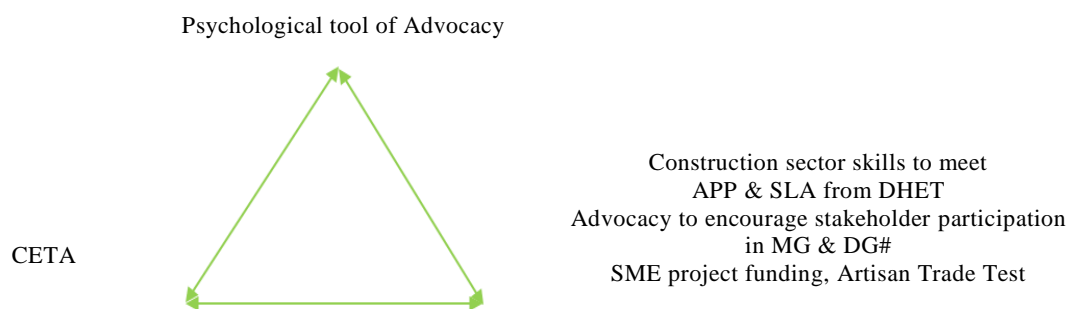 Psychological tool of Advocacy
Construction sector skills to meet
APP & SLA from DHET
Advocacy to encourage stakeholder participation
in MG & DG#
SME project funding, Artisan Trade Test
CETA